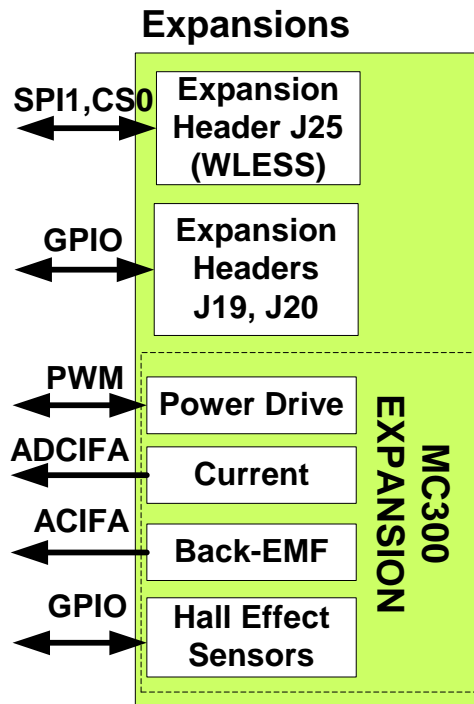 Expansions
SPI1,CS0
Expansion
Header J25
(WLESS)
GPIO
Expansion
Headers
J19, J20
PWM
Power Drive
ADCIFA
Current
ACIFA
Back-EMF
GPIO
Hall Effect
Sensors
MC300
EXPANSION